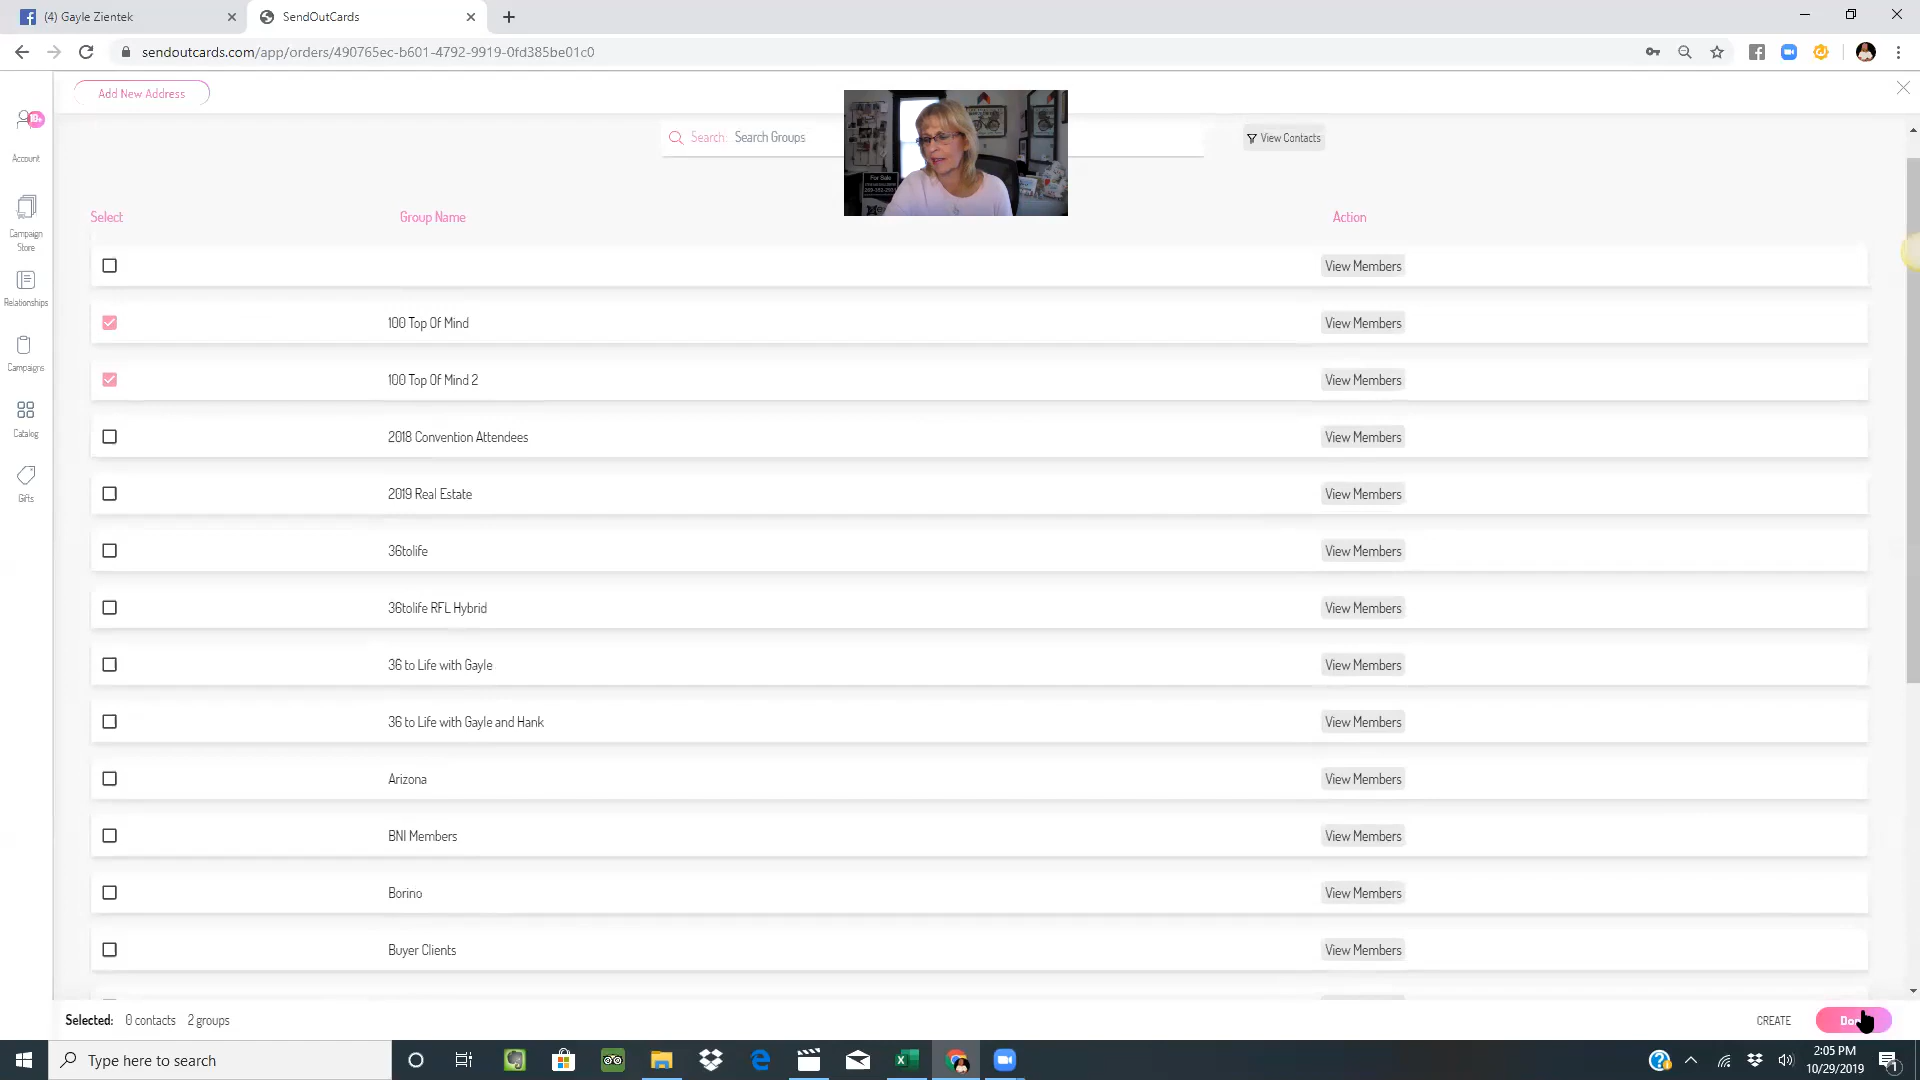 (4) Gayle Zientek
SendOutCards
sendoutcards.com/app/orders/490765ec-b601-4792-9919-0fd385be01c0
Add New Address
Search: Search Groups
View Contacts
18+
Account
Campaign
Store
Relationships
Campaigns
Catalog
Gifts
For Sale
Select Group Name Action
View Members
100 Top Of Mind View Members
100 Top Of Mind 2 View Members
2018 Convention Attendees View Members
2019 Real Estate View Members
36tolife View Members
36tolife RFL Hybrid View Members
36 to Life with Gayle View Members
36 to Life with Gayle and Hank View Members
Arizona View Members
BNI Members View Members
Borino View Members
Buyer Clients View Members
Selected: 0 contacts 2 groups
CREATE
Type here to search
2:05 PM
10/29/2019
1